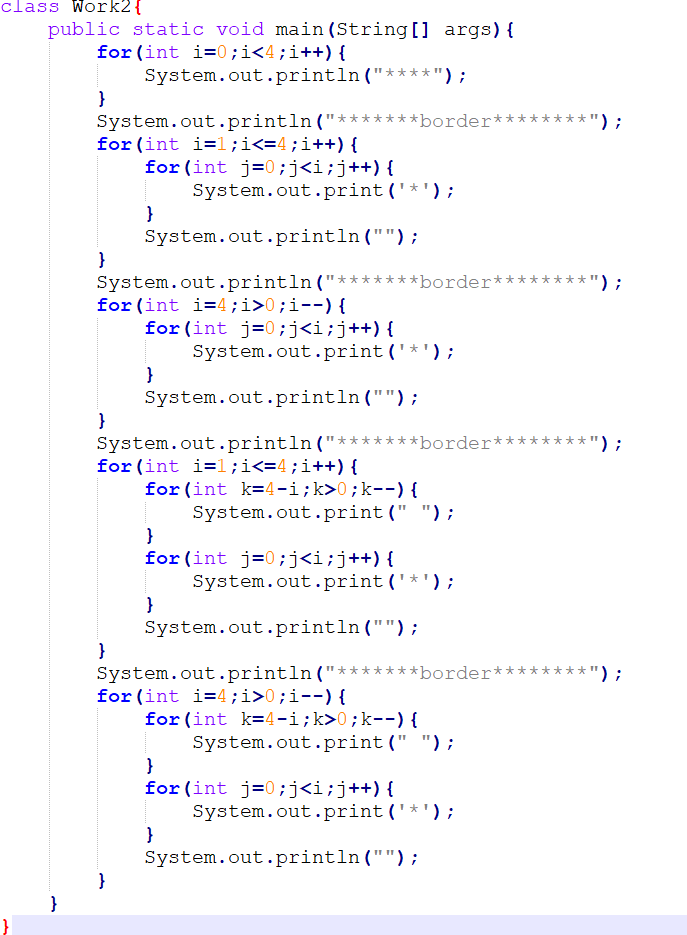 class Work2{
    public static void main(String[] args){
        for(int i=0;i<4;i++){
            System.out.println("****");
        }
        System.out.println("*******border********");
        for(int i=1;i<=4;i++){
            for(int j=0;j<i;j++){
                System.out.print('*');
            }
            System.out.println("");
        }
        System.out.println("*******border********");
        for(int i=4;i>0;i--){
            for(int j=0;j<i;j++){
                System.out.print('*');
            }
            System.out.println("");
        }
        System.out.println("*******border********");
        for(int i=1;i<=4;i++){
            for(int k=4-i;k>0;k--){
                System.out.print(" ");
            }
            for(int j=0;j<i;j++){
                System.out.print('*');
            }
            System.out.println("");
        }
        System.out.println("*******border********");
        for(int i=4;i>0;i--){
            for(int k=4-i;k>0;k--){
                System.out.print(" ");
            }
            for(int j=0;j<i;j++){
                System.out.print('*');
            }
            System.out.println("");
        }
    }
}